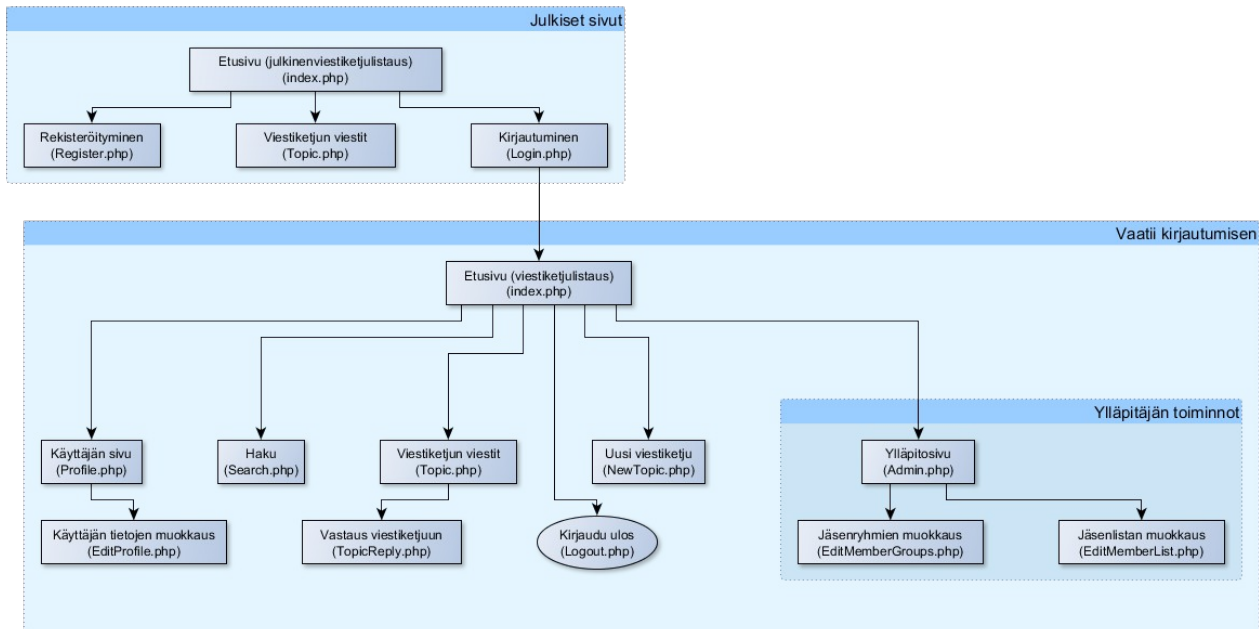 Julkiset sivut
Etusivu (julkinenviestiketjulistaus)
(index.php)
Rekisteröityminen
(Register.php)
Viestiketjun viestit
(Topic.php)
Kirjautuminen
(Login.php)
Vaatii kirjautumisen
Etusivu (viestiketjulistaus)
(index.php)
Ylläpitäjän toiminnot
Käyttäjän sivu
(Profile.php)
Haku
(Search.php)
Viestiketjun viestit
(Topic.php)
Uusi viestiketju
(NewTopic.php)
Ylläpitosivu
(Admin.php)
Käyttäjän tietojen muokkaus
(EditProfile.php)
Vastaus viestiketjuun
(TopicReply.php)
Kirjaudu ulos
(Logout.php)
Jäsenryhmien muokkaus
(EditMemberGroups.php)
Jäsenlistan muokkaus
(EditMemberList.php)